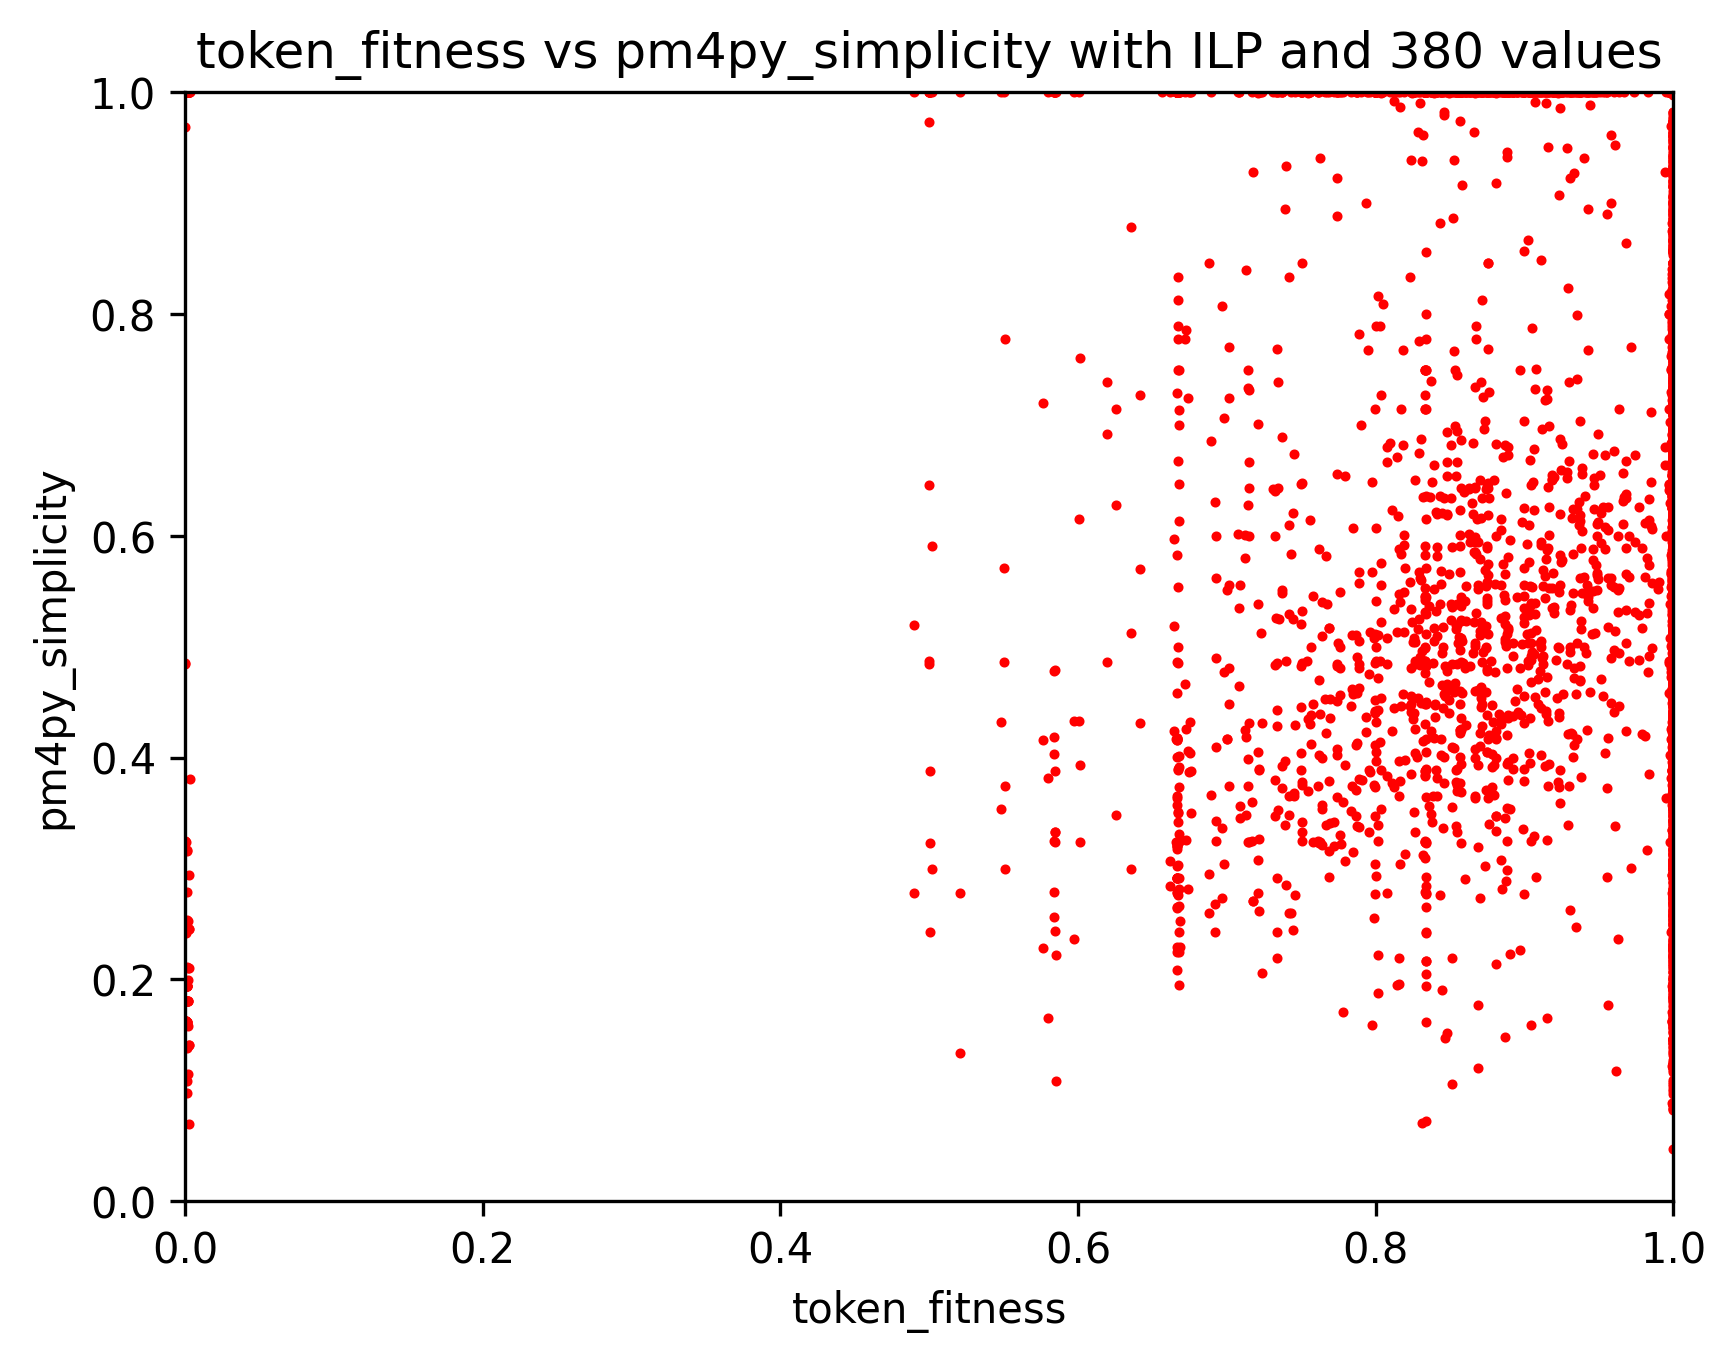 token_fitness vs pm4py_simplicity with ILP and 380 values
1.0
0.8
0.6
0.4
0.2
0.0
pm4py_simplicity
0.0 0.2 0.4 0.6 0.8 1.0
token_fitness